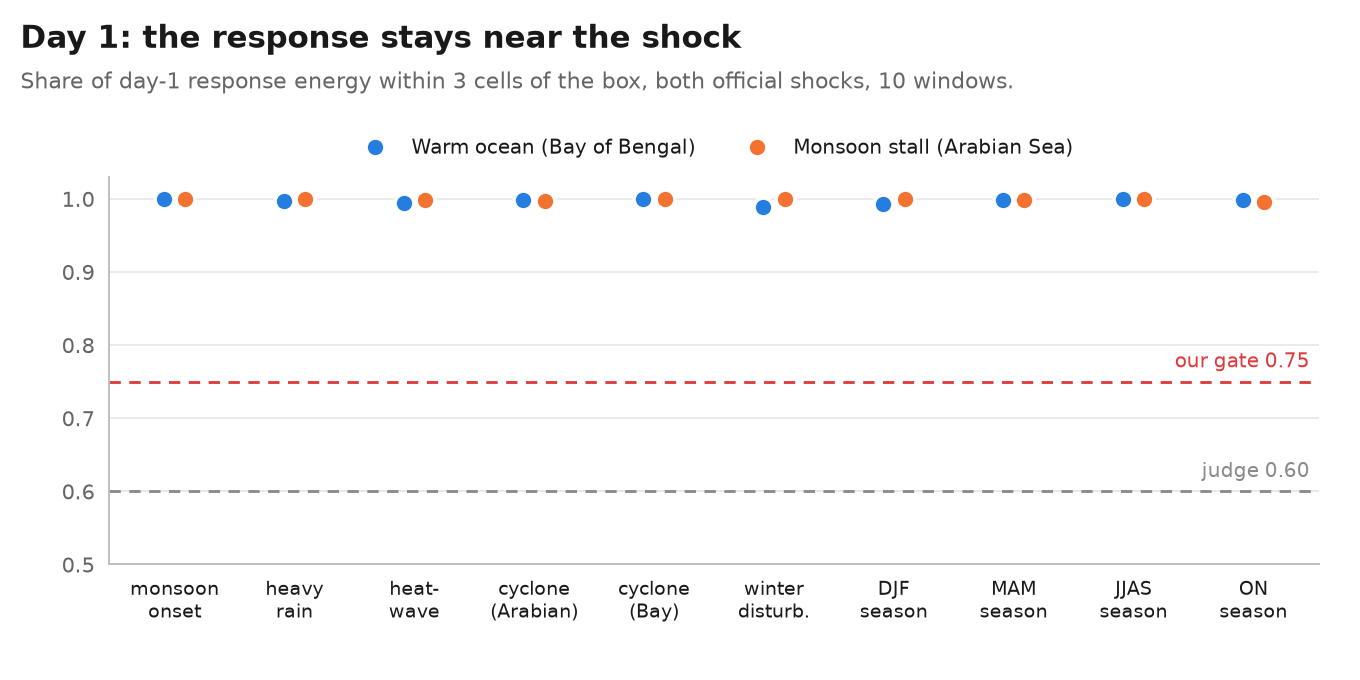 Day 1: the response stays near the shock
Share of day-1 response energy within 3 cells of the box, both official shocks, 10 windows.
Warm ocean (Bay of Bengal)
Monsoon stall (Arabian Sea)
1.0
0.9
0.8
our gate 0.75
0.7
judge 0.60
0.6
0.5
monsoon
onset
heavy
rain
heat-
wave
cyclone
(Arabian)
cyclone
(Bay)
winter
disturb.
DJF
season
MAM
season
JJAS
season
ON
season